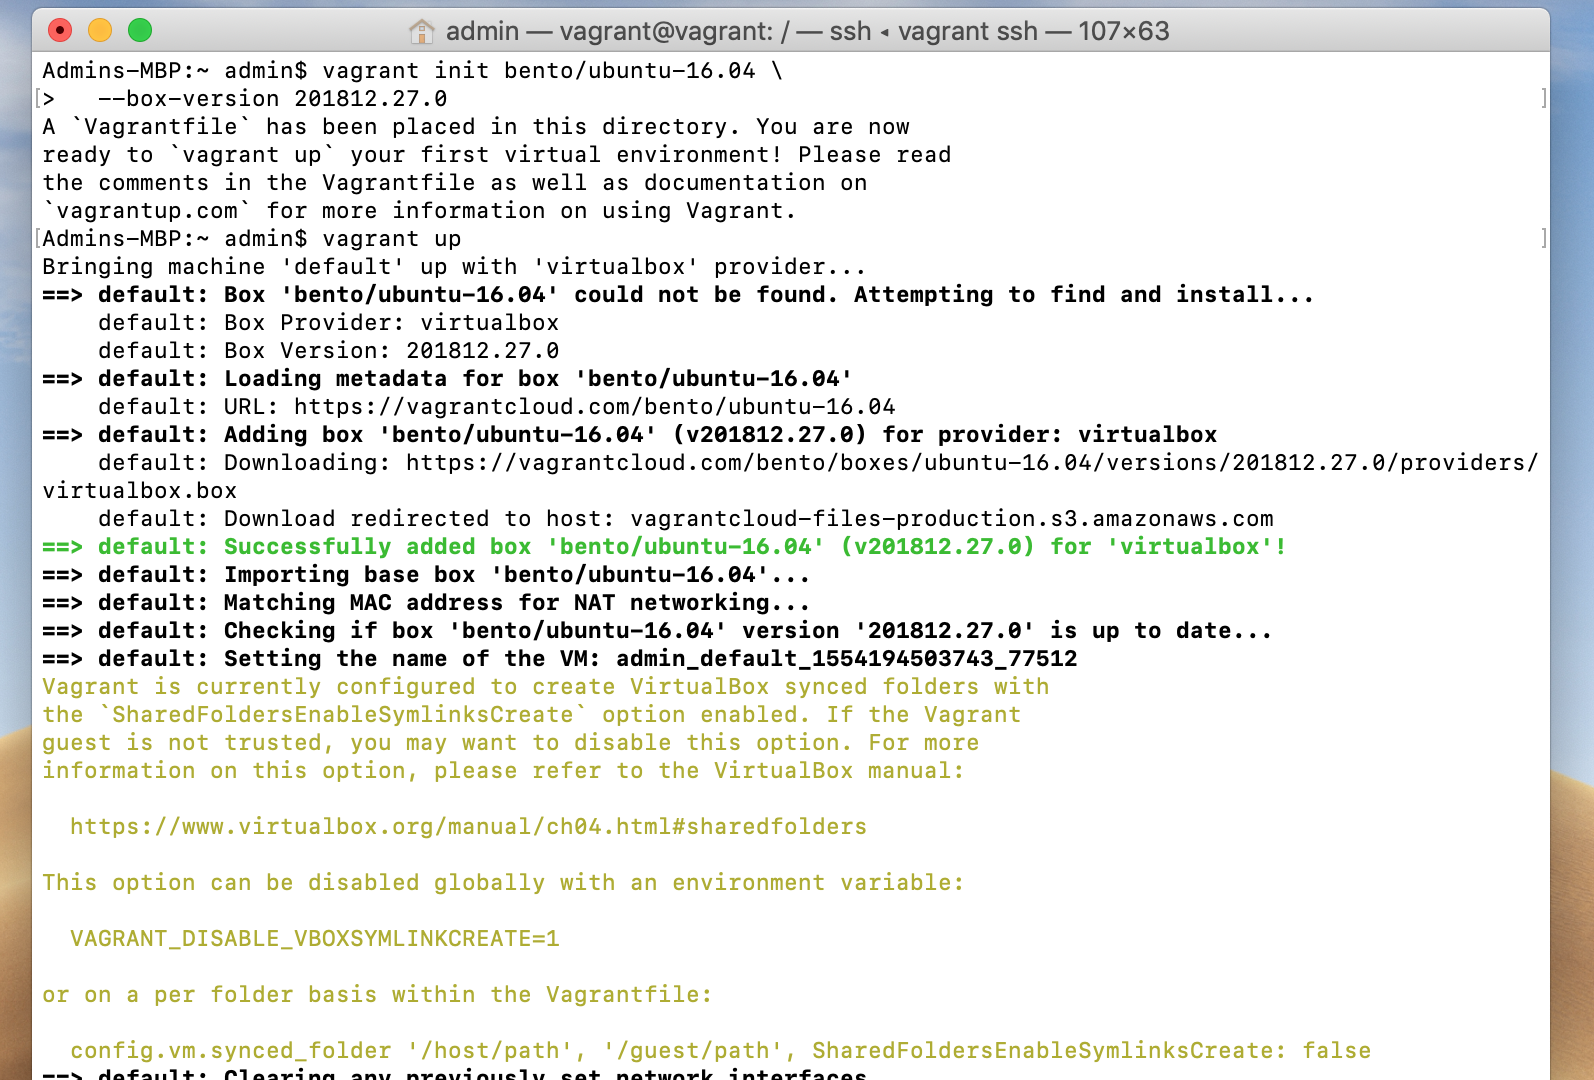 admin — vagrant@vagrant: / — ssh ◂ vagrant ssh — 107×63
Admins-MBP:~ admin$ vagrant init bento/ubuntu-16.04 \
[>   --box-version 201812.27.0 ]
A `Vagrantfile` has been placed in this directory. You are now
ready to `vagrant up` your first virtual environment! Please read
the comments in the Vagrantfile as well as documentation on
`vagrantup.com` for more information on using Vagrant.
[Admins-MBP:~ admin$ vagrant up ]
Bringing machine 'default' up with 'virtualbox' provider...
==> default: Box 'bento/ubuntu-16.04' could not be found. Attempting to find and install...
    default: Box Provider: virtualbox
    default: Box Version: 201812.27.0
==> default: Loading metadata for box 'bento/ubuntu-16.04'
    default: URL: https://vagrantcloud.com/bento/ubuntu-16.04
==> default: Adding box 'bento/ubuntu-16.04' (v201812.27.0) for provider: virtualbox
    default: Downloading: https://vagrantcloud.com/bento/boxes/ubuntu-16.04/versions/201812.27.0/providers/
virtualbox.box
    default: Download redirected to host: vagrantcloud-files-production.s3.amazonaws.com
==> default: Successfully added box 'bento/ubuntu-16.04' (v201812.27.0) for 'virtualbox'!
==> default: Importing base box 'bento/ubuntu-16.04'...
==> default: Matching MAC address for NAT networking...
==> default: Checking if box 'bento/ubuntu-16.04' version '201812.27.0' is up to date...
==> default: Setting the name of the VM: admin_default_1554194503743_77512
Vagrant is currently configured to create VirtualBox synced folders with
the `SharedFoldersEnableSymlinksCreate` option enabled. If the Vagrant
guest is not trusted, you may want to disable this option. For more
information on this option, please refer to the VirtualBox manual:
  https://www.virtualbox.org/manual/ch04.html#sharedfolders
This option can be disabled globally with an environment variable:
  VAGRANT_DISABLE_VBOXSYMLINKCREATE=1
or on a per folder basis within the Vagrantfile:
  config.vm.synced_folder '/host/path', '/guest/path', SharedFoldersEnableSymlinksCreate: false
==> default: Clearing any previously set network interfaces